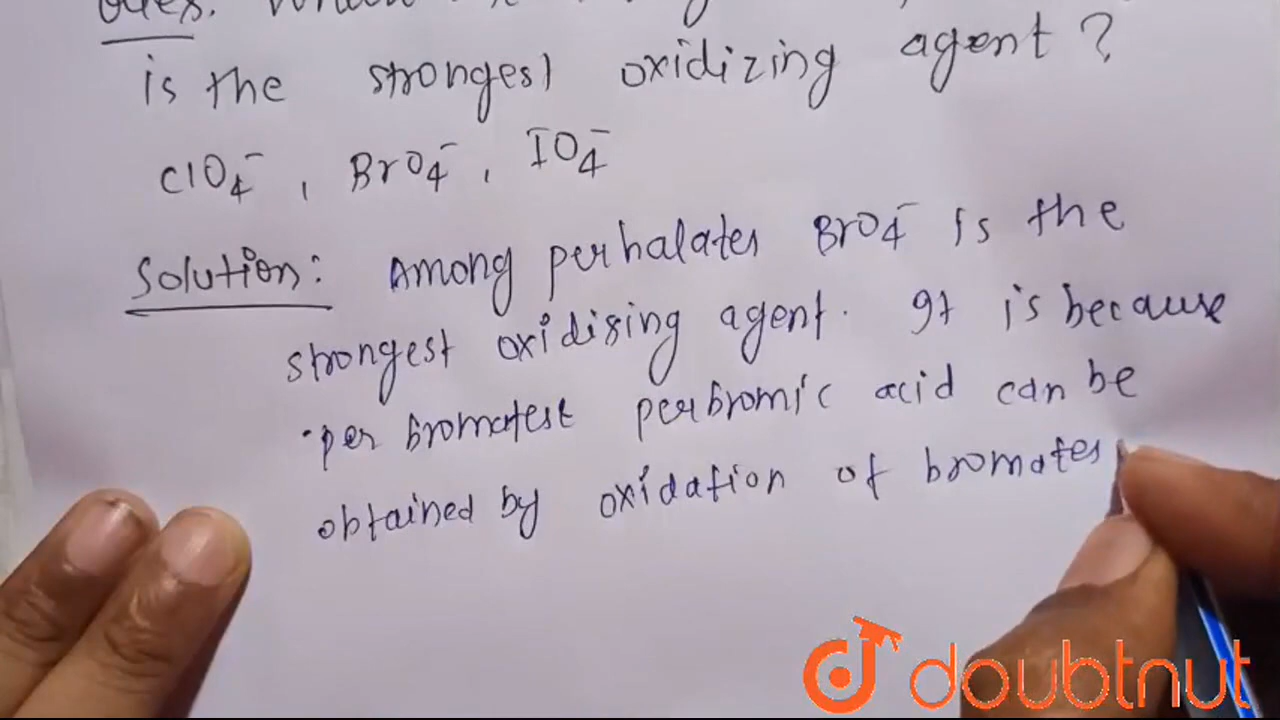 Ques.
is the strongest oxidizing agent?
ClO₄⁻, BrO₄⁻, IO₄⁻
Solution: Among perhalates BrO₄⁻ is the
strongest oxidising agent. It is because
perbromic acid can be
obtained by oxidation of bromates
doubtnut